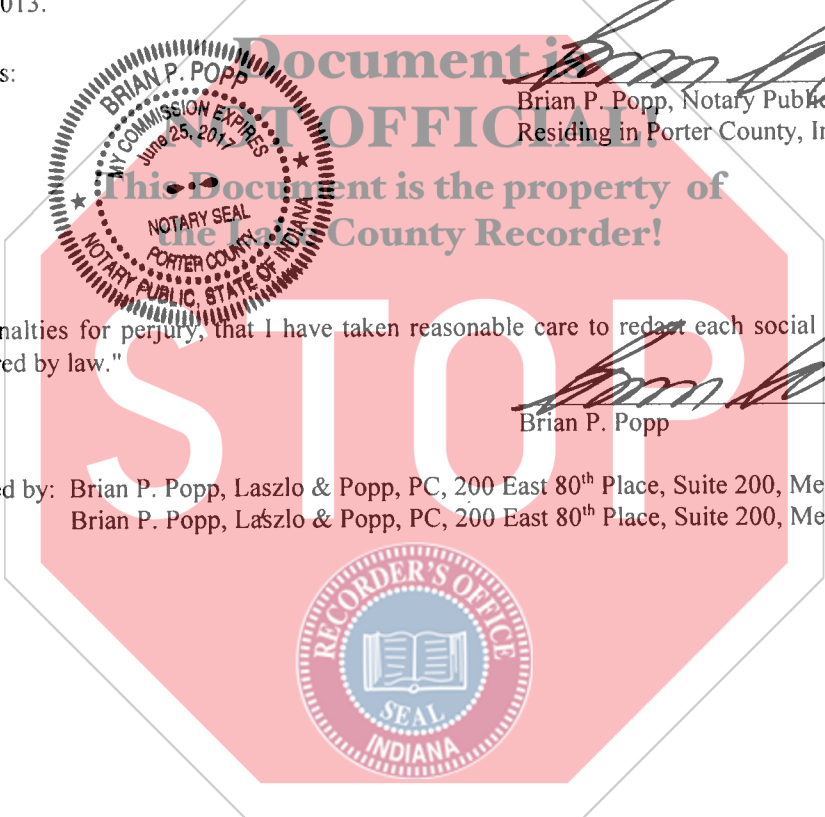 013.
Document is
s:
BRIAN P. POPP
MY COMMISSION EXPIRES
June 25, 2017
NOTARY SEAL
PORTER COUNTY
NOTARY PUBLIC, STATE OF INDIANA
Brian P. Popp, Notary Public
Residing in Porter County, In
NOT OFFICIAL!
This Document is the property of
the Lake County Recorder!
STOP
nalties for perjury, that I have taken reasonable care to redact each social
red by law."
Brian P. Popp
ed by: Brian P. Popp, Laszlo & Popp, PC, 200 East 80th Place, Suite 200, Me
Brian P. Popp, Laszlo & Popp, PC, 200 East 80th Place, Suite 200, Me
RECORDER'S OFFICE
SEAL
INDIANA